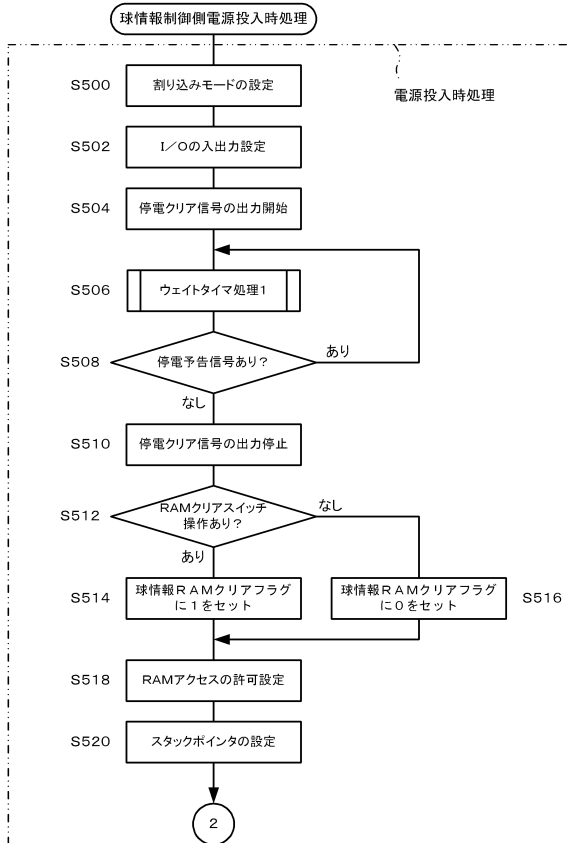 球情報制御側電源投入時処理
電源投入時処理
S500
割り込みモードの設定
S502
I/Oの入出力設定
S504
停電クリア信号の出力開始
S506
ウェイトタイマ処理1
S508
停電予告信号あり?
あり
なし
S510
停電クリア信号の出力停止
S512
RAMクリアスイッチ
操作あり?
なし
あり
S514
球情報RAMクリアフラグ
に1をセット
球情報RAMクリアフラグ
に0をセット
S516
S518
RAMアクセスの許可設定
S520
スタックポインタの設定
2